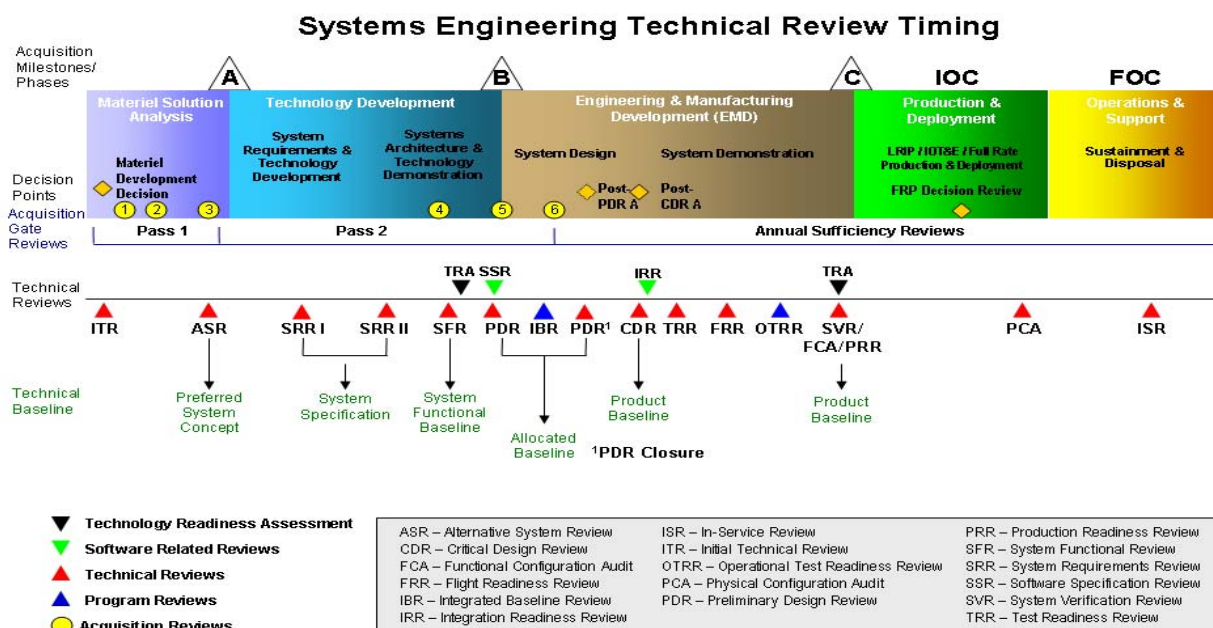 Systems Engineering Technical Review Timing
Acquisition
Milestones/
Phases
A
B
C
IOC
FOC
Materiel Solution
Analysis
Technology Development
Engineering & Manufacturing
Development (EMD)
Production &
Deployment
Operations &
Support
System
Requirements &
Technology
Development
Systems
Architecture &
Technology
Demonstration
System Design
System Demonstration
LRIP / IOT&E / Full Rate
Production & Deployment
Sustainment &
Disposal
Materiel
Development
Decision
Decision
Points
Post-
PDR A
Post-
CDR A
FRP Decision Review
1
2
3
4
5
6
Acquisition
Gate
Reviews
Pass 1
Pass 2
Annual Sufficiency Reviews
Technical
Reviews
TRA
SSR
IRR
TRA
ITR
ASR
SRR I
SRR II
SFR
PDR
IBR
PDR¹
CDR
TRR
FRR
OTRR
SVR/
FCA/PRR
PCA
ISR
Technical
Baseline
Preferred
System
Concept
System
Specification
System
Functional
Baseline
Allocated
Baseline
¹PDR Closure
Product
Baseline
Product
Baseline
Technology Readiness Assessment
Software Related Reviews
Technical Reviews
Program Reviews
Acquisition Reviews
ASR – Alternative System Review
CDR – Critical Design Review
FCA – Functional Configuration Audit
FRR – Flight Readiness Review
IBR – Integrated Baseline Review
IRR – Integration Readiness Review
ISR – In-Service Review
ITR – Initial Technical Review
OTRR – Operational Test Readiness Review
PCA – Physical Configuration Audit
PDR – Preliminary Design Review
PRR – Production Readiness Review
SFR – System Functional Review
SRR – System Requirements Review
SSR – Software Specification Review
SVR – System Verification Review
TRR – Test Readiness Review